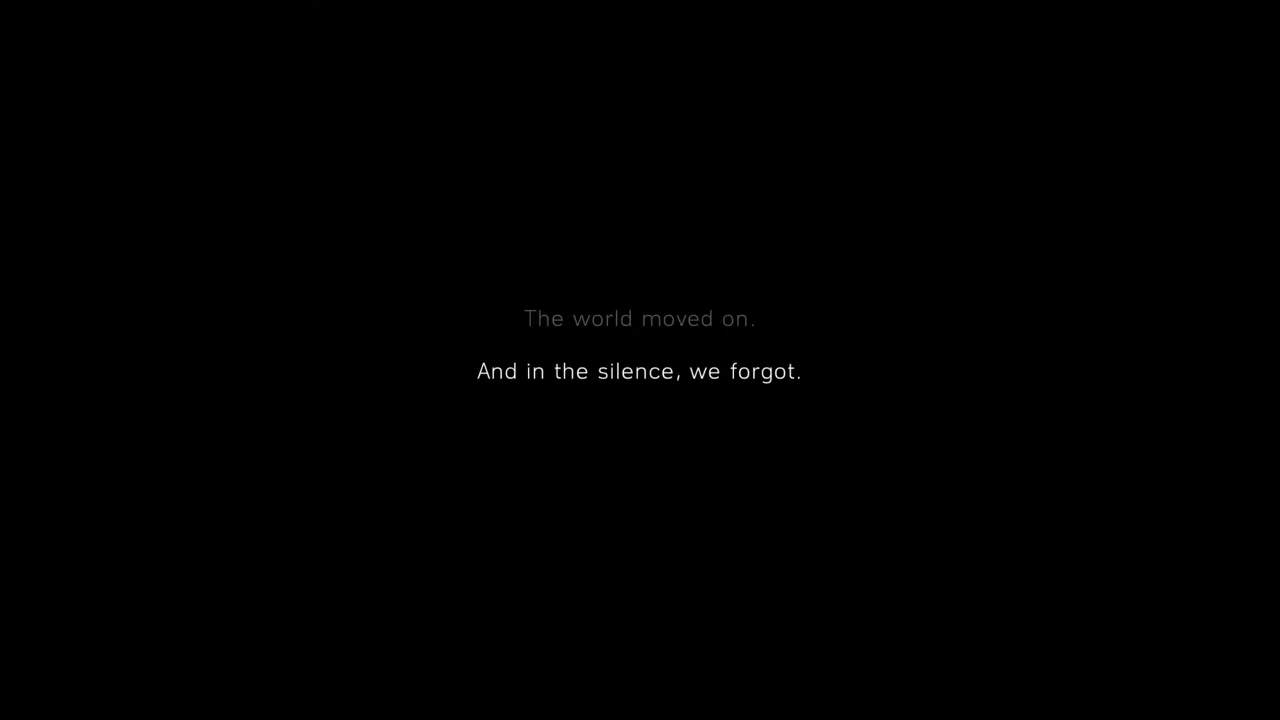 The world moved on.
And in the silence, we forgot.